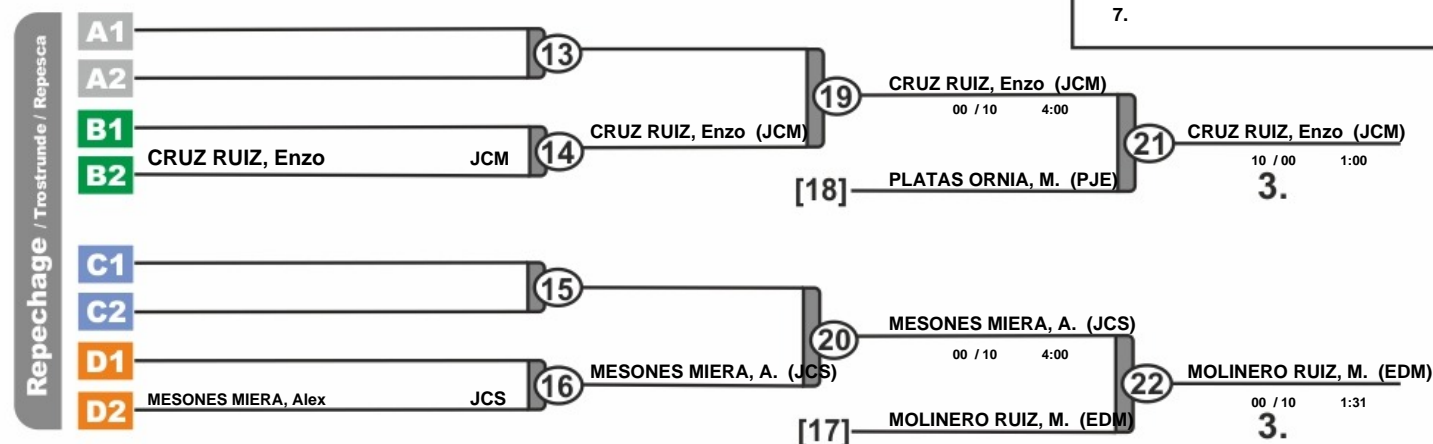 7.
Repechage / Trostrunde / Repesca
A1
13
A2
19
CRUZ RUIZ, Enzo (JCM)
00 / 10 4:00
B1
CRUZ RUIZ, Enzo JCM
14
CRUZ RUIZ, Enzo (JCM)
21
CRUZ RUIZ, Enzo (JCM)
B2
10 / 00 1:00
[18]
PLATAS ORNIA, M. (PJE)
3.
C1
15
C2
20
MESONES MIERA, A. (JCS)
00 / 10 4:00
D1
MESONES MIERA, Alex JCS
16
MESONES MIERA, A. (JCS)
22
MOLINERO RUIZ, M. (EDM)
D2
00 / 10 1:31
[17]
MOLINERO RUIZ, M. (EDM)
3.